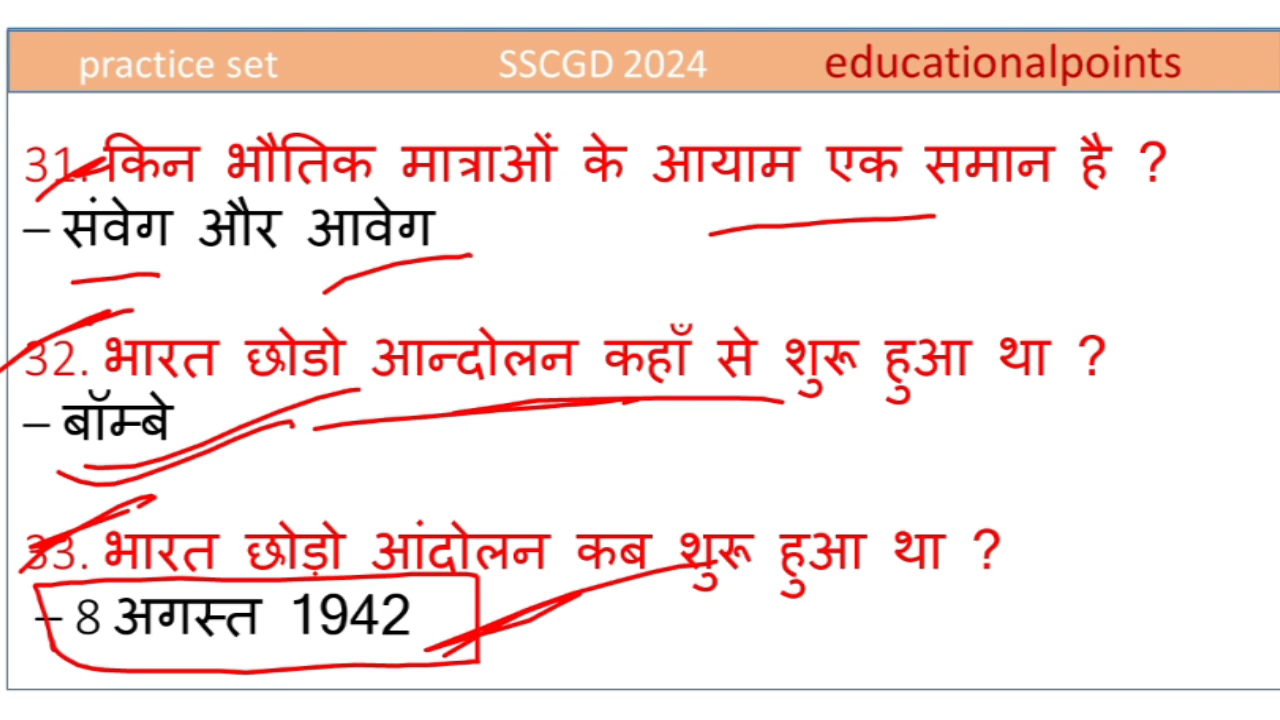 practice set SSCGD 2024 educationalpoints
31. किन भौतिक मात्राओं के आयाम एक समान है ?
– संवेग और आवेग
32. भारत छोडो आन्दोलन कहाँ से शुरू हुआ था ?
– बॉम्बे
33. भारत छोड़ो आंदोलन कब शुरू हुआ था ?
– 8 अगस्त 1942